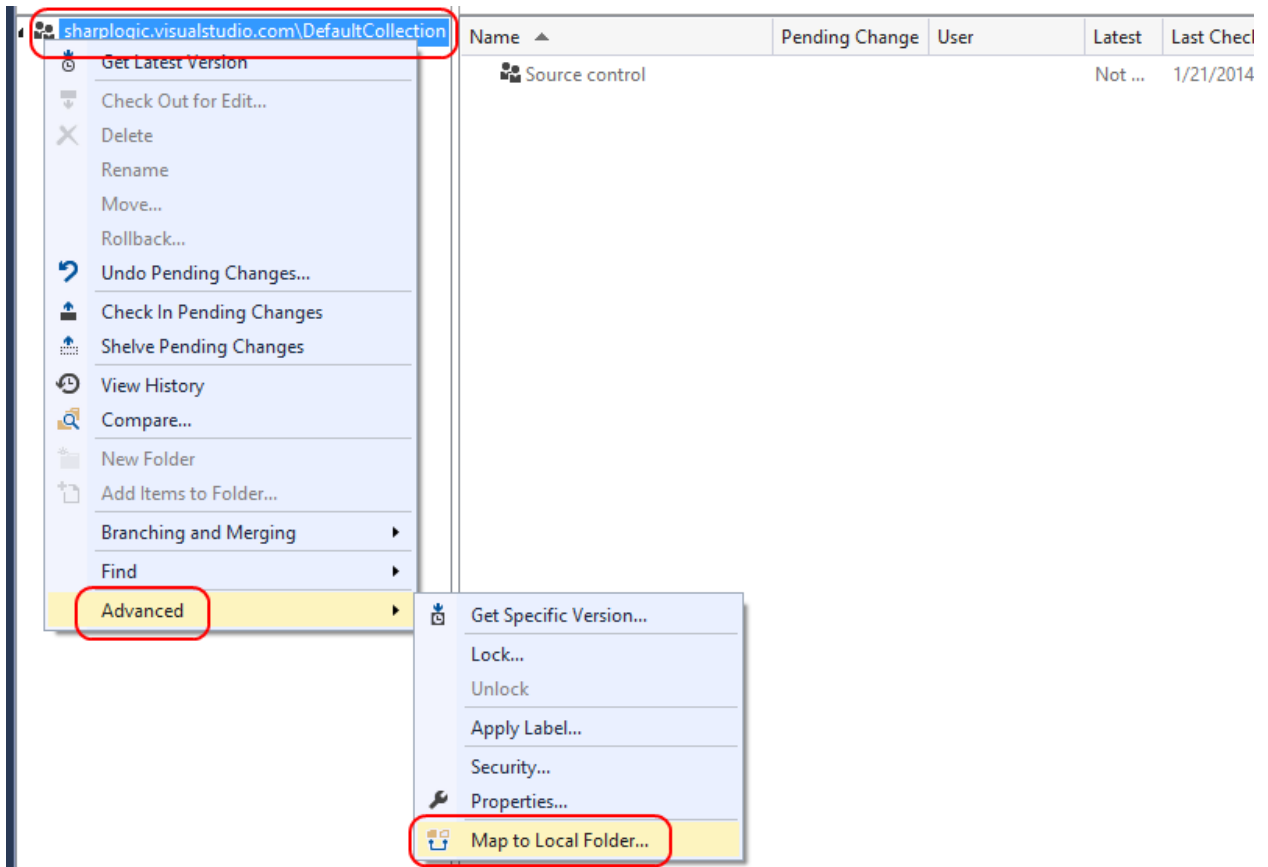 sharplogic.visualstudio.com\DefaultCollection
Name Pending Change User Latest Last Chec
Source control Not ... 1/21/2014
Get Latest Version
Check Out for Edit...
Delete
Rename
Move...
Rollback...
Undo Pending Changes...
Check In Pending Changes
Shelve Pending Changes
View History
Compare...
New Folder
Add Items to Folder...
Branching and Merging
Find
Advanced
Get Specific Version...
Lock...
Unlock
Apply Label...
Security...
Properties...
Map to Local Folder...